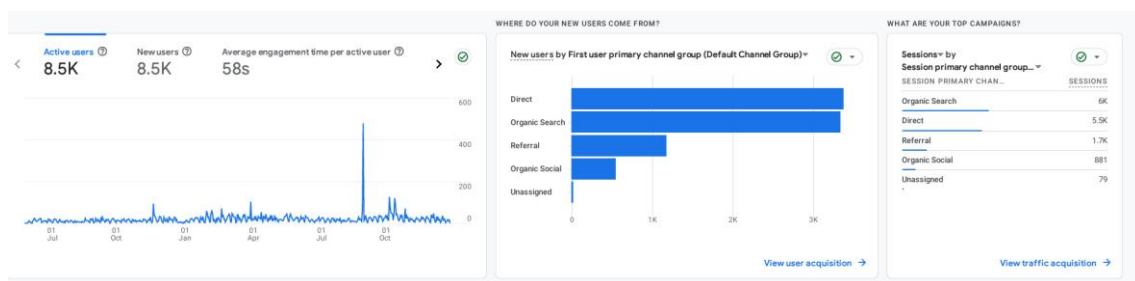 WHERE DO YOUR NEW USERS COME FROM?
WHAT ARE YOUR TOP CAMPAIGNS?
Active users
8.5K
New users
8.5K
Average engagement time per active user
58s
600
400
200
0
01 Jul
01 Oct
01 Jan
01 Apr
01 Jul
01 Oct
New users by First user primary channel group (Default Channel Group)
Direct
Organic Search
Referral
Organic Social
Unassigned
0 1K 2K 3K
View user acquisition
Sessions by
Session primary channel group...
SESSION PRIMARY CHAN... SESSIONS
Organic Search 6K
Direct 5.5K
Referral 1.7K
Organic Social 881
Unassigned 79
View traffic acquisition